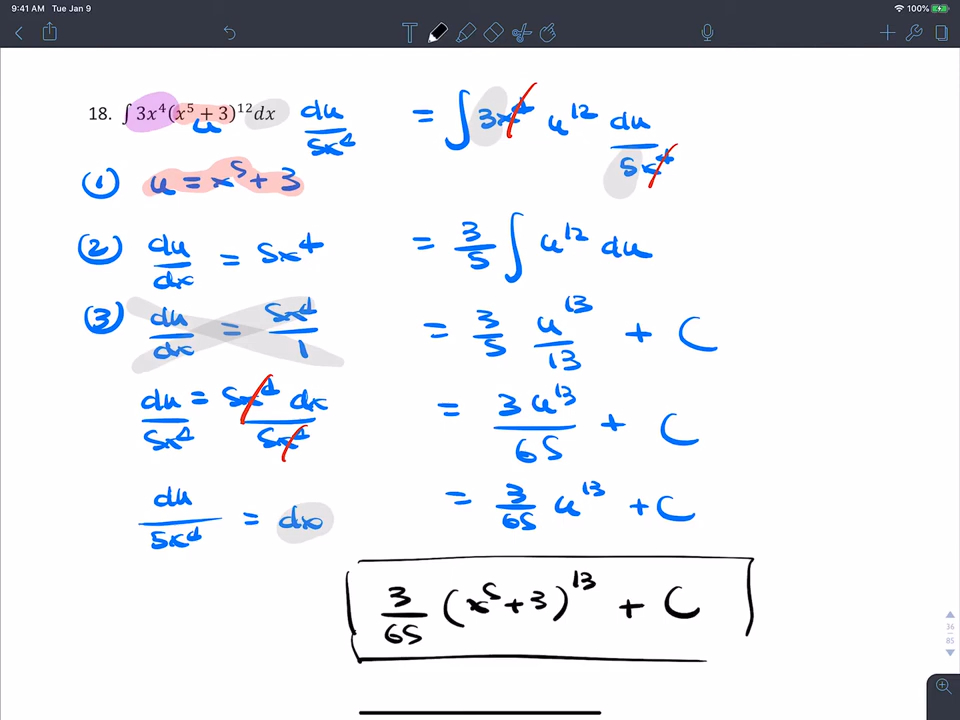 9:41 AM Tue Jan 9
100%
18. ∫ 3x⁴(x⁵ + 3)¹²dx
u
du/5x⁴
= ∫ 3x⁴ u¹² du/5x⁴
(1) u = x⁵ + 3
(2) du/dx = 5x⁴
= 3/5 ∫ u¹² du
(3) du/dx = 5x⁴/1
= 3/5 u¹³/13 + C
du/5x⁴ = 5x⁴ dx/5x⁴
= 3u¹³/65 + C
du/5x⁴ = dx
= 3/65 u¹³ + C
3/65 (x⁵+3)¹³ + C
36
85